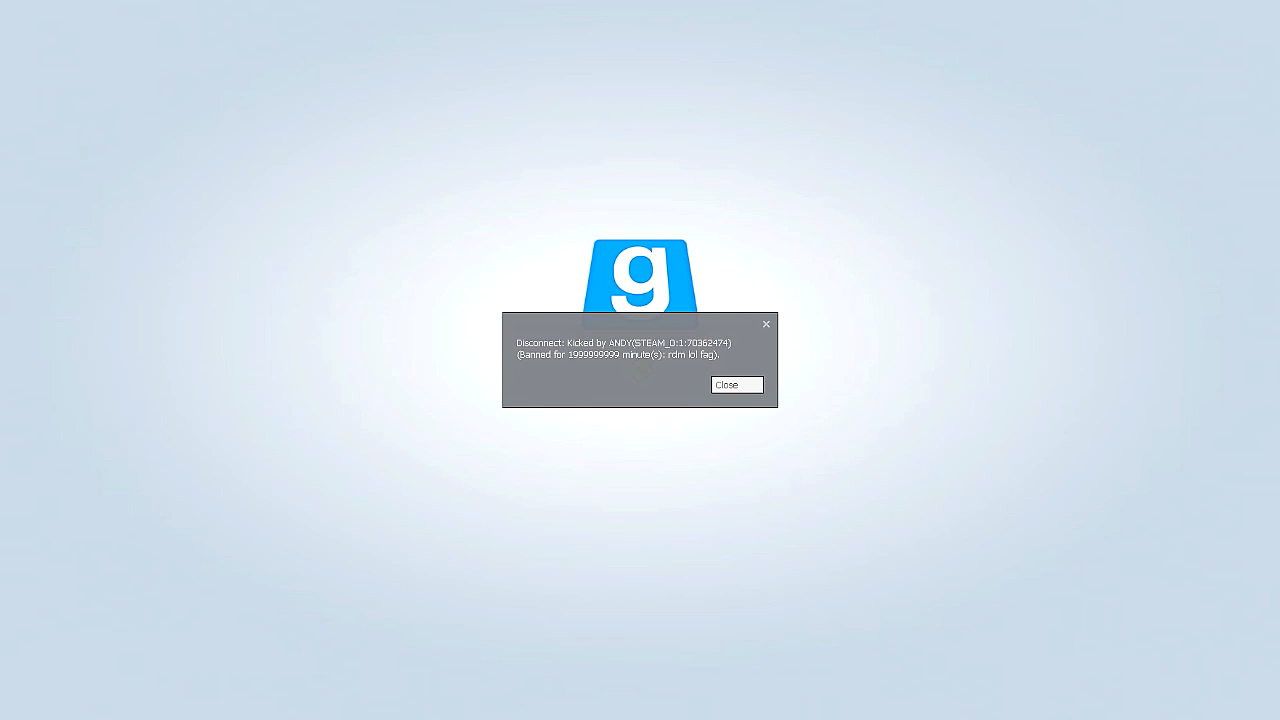 g
Disconnect: Kicked by ANDY(STEAM_0:1:70362474)
(Banned for 1999999999 minute(s): rdm lol fag).
Close